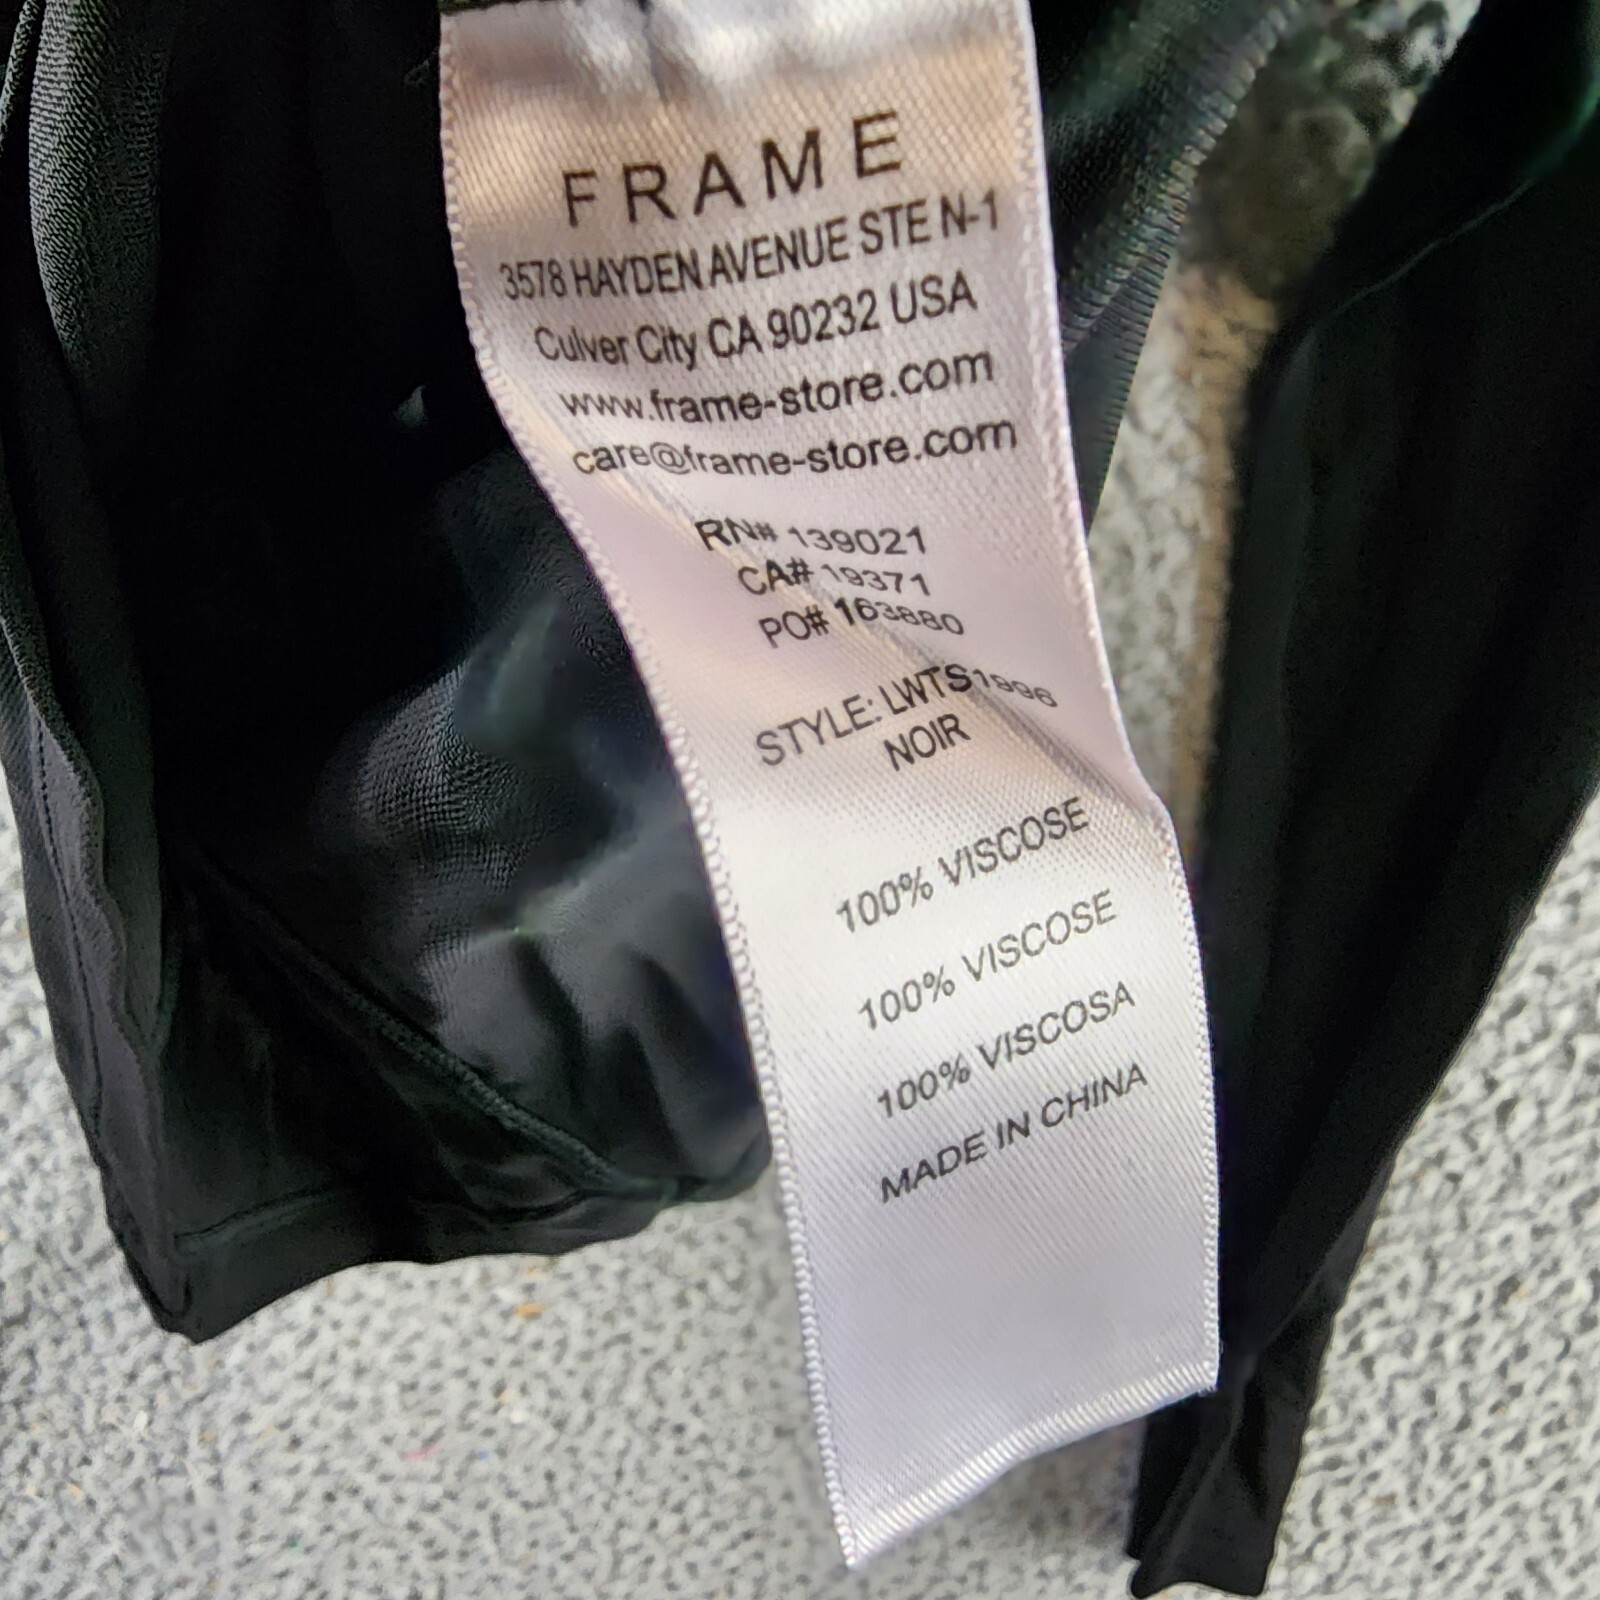 FRAME
3578 HAYDEN AVENUE STE N-1
Culver City CA 90232 USA
www.frame-store.com
care@frame-store.com
RN# 139021
CA# 19371
PO# 163880
STYLE: LWTS1996
NOIR
100% VISCOSE
100% VISCOSE
100% VISCOSA
MADE IN CHINA